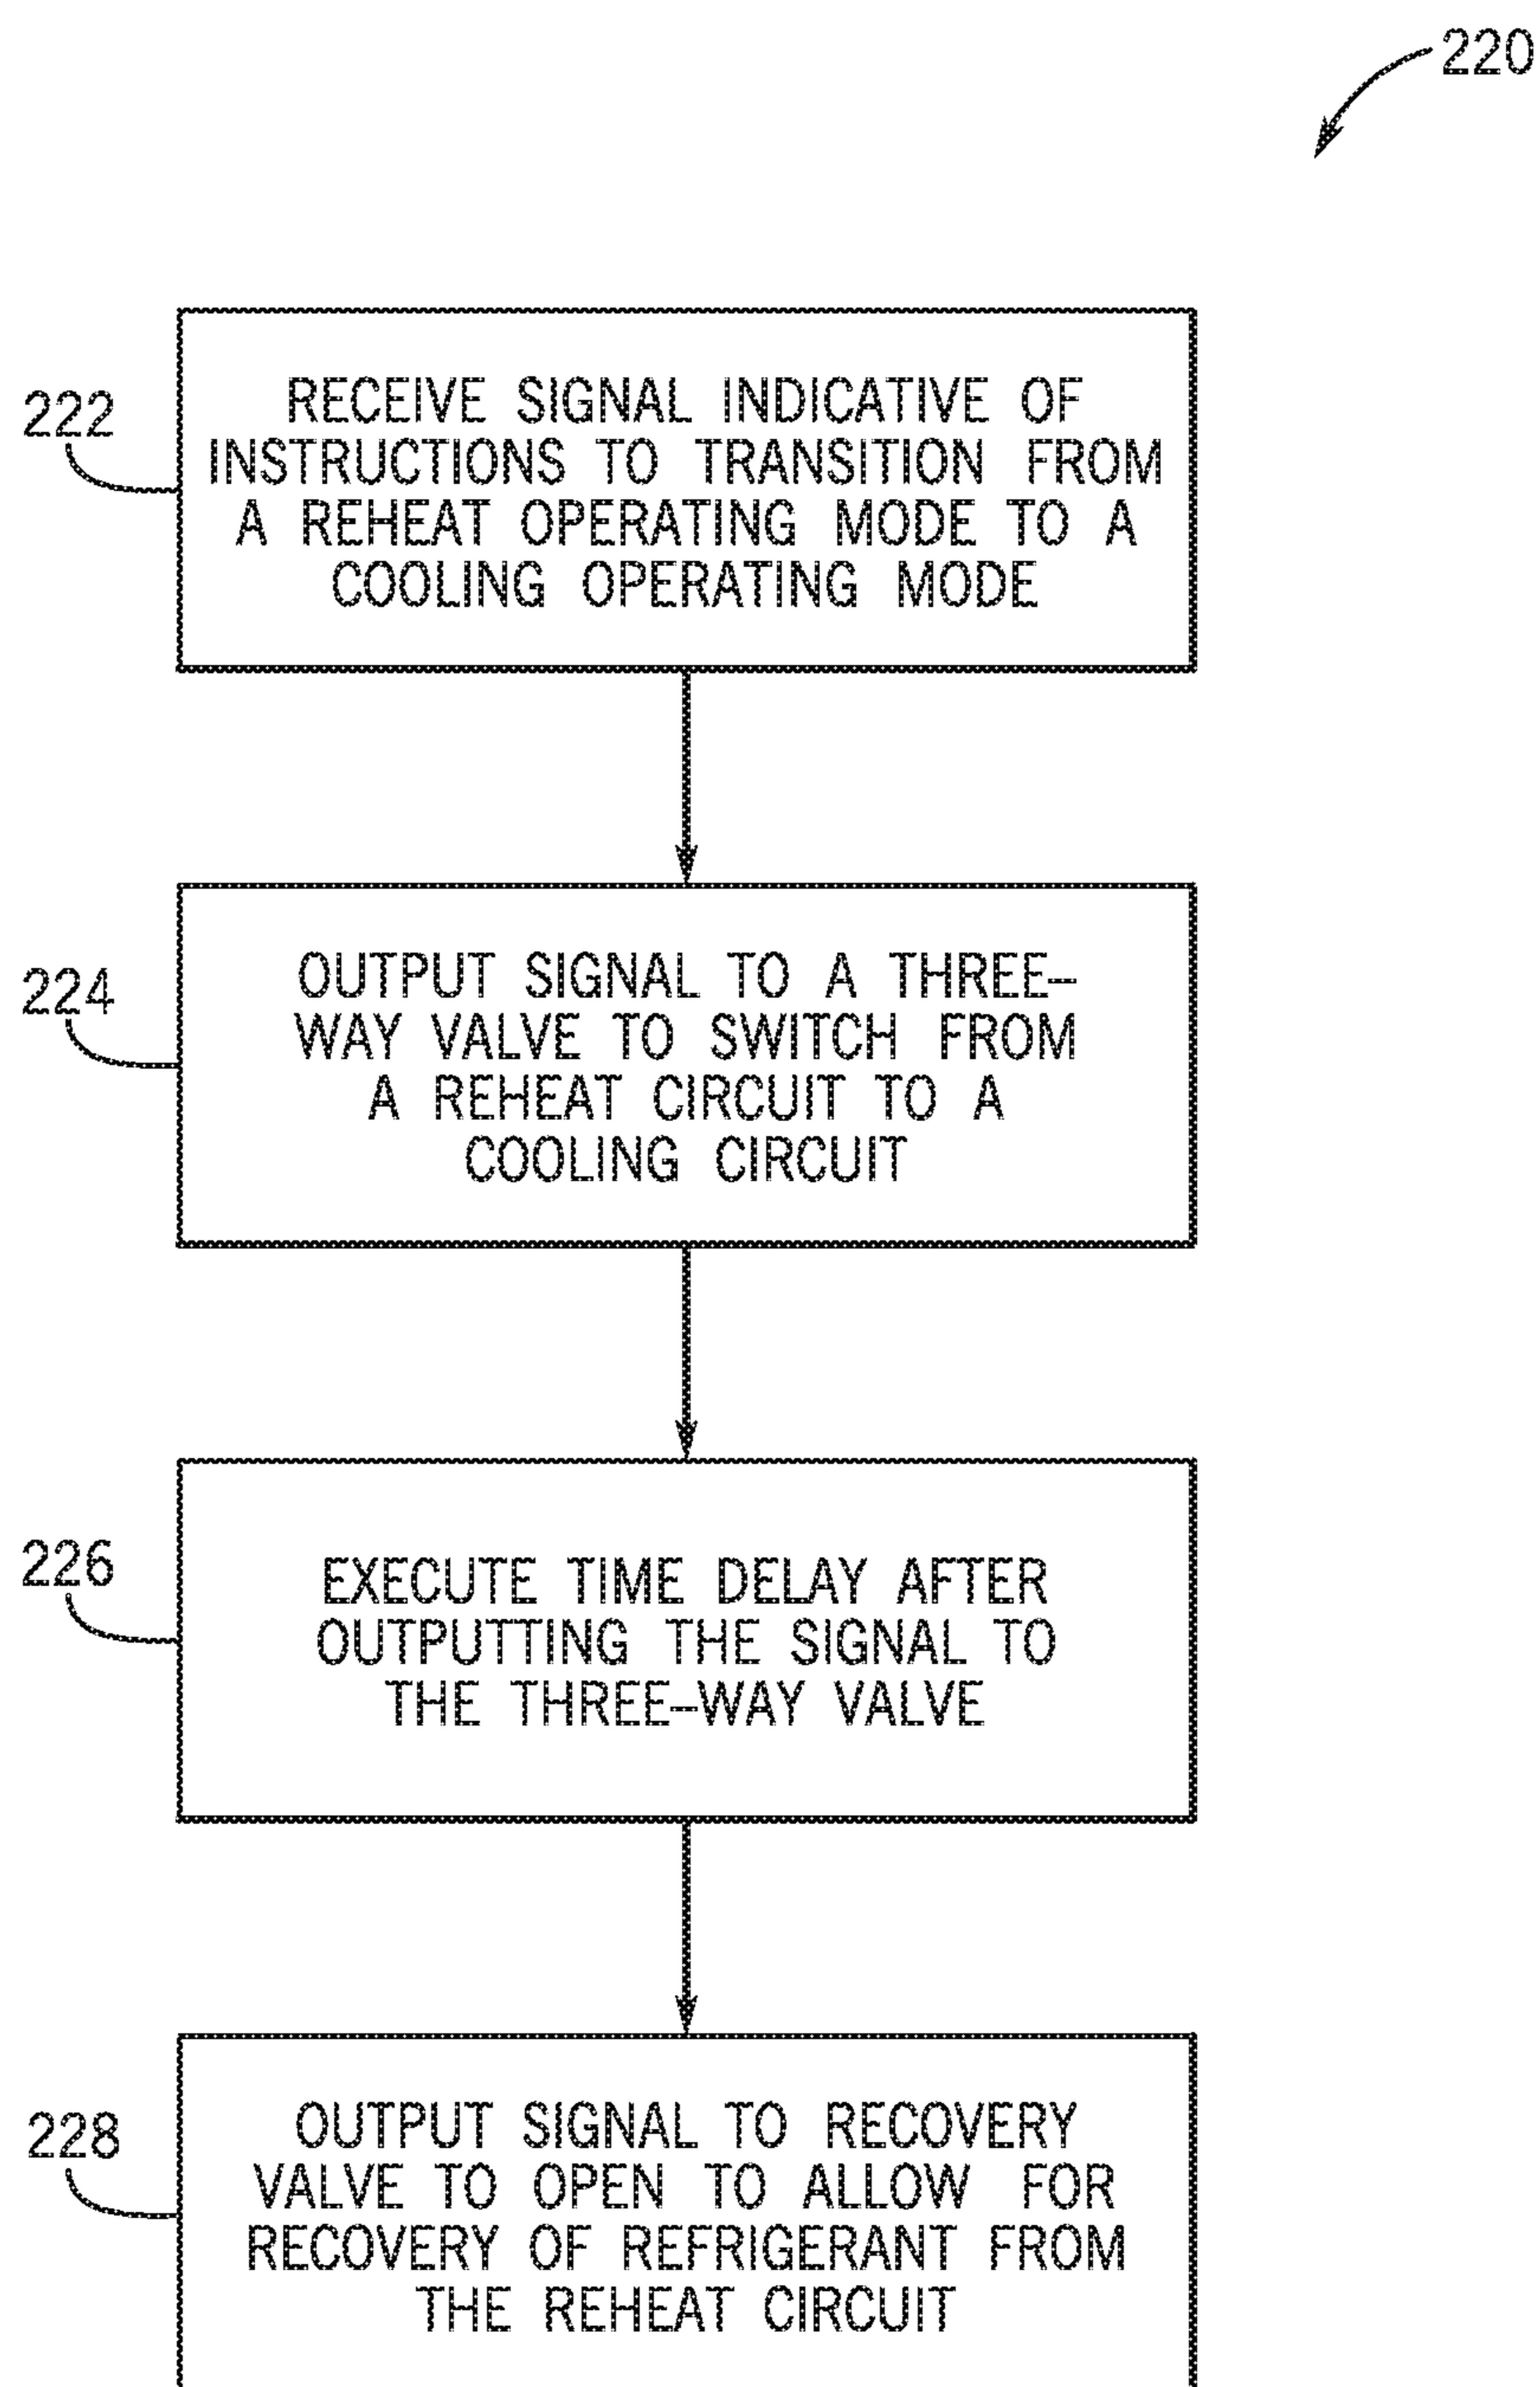 220
222
RECEIVE SIGNAL INDICATIVE OF
INSTRUCTIONS TO TRANSITION FROM
A REHEAT OPERATING MODE TO A
COOLING OPERATING MODE
224
OUTPUT SIGNAL TO A THREE–
WAY VALVE TO SWITCH FROM
A REHEAT CIRCUIT TO A
COOLING CIRCUIT
226
EXECUTE TIME DELAY AFTER
OUTPUTTING THE SIGNAL TO
THE THREE–WAY VALVE
228
OUTPUT SIGNAL TO RECOVERY
VALVE TO OPEN TO ALLOW FOR
RECOVERY OF REFRIGERANT FROM
THE REHEAT CIRCUIT